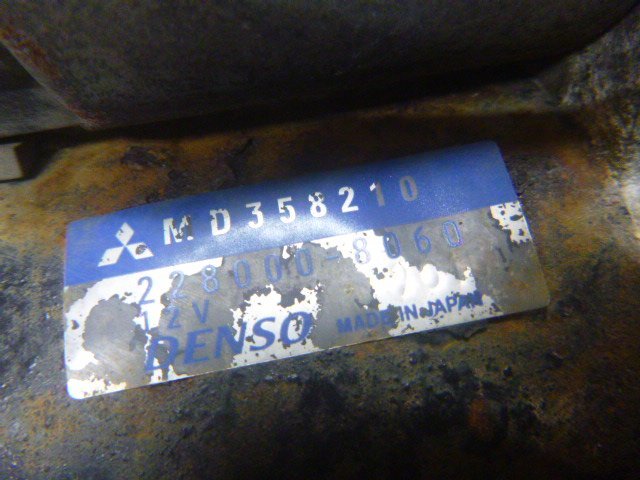 MD358210
228000-8060
12V
DENSO MADE IN JAPAN